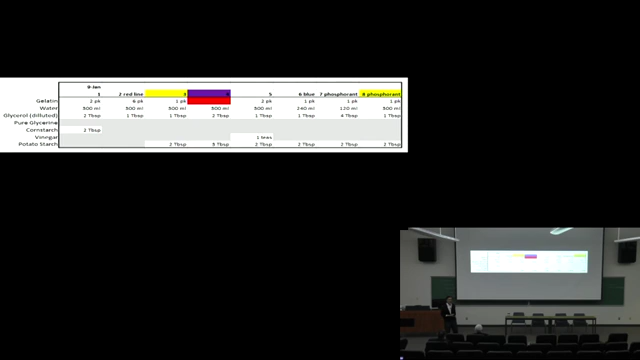 9-Jan
1 2 red line 3 4 5 6 blue 7 phosphorant 8 phosphorant
Gelatin 2 pk 6 pk 1 pk 2 pk 1 pk 1 pk 1 pk
Water 500 ml 500 ml 500 ml 500 ml 500 ml 240 ml 120 ml 500 ml
Glycerol (dilluted) 2 Tbsp 1 Tbsp 1 Tbsp 2 Tbsp 1 Tbsp 1 Tbsp 4 Tbsp 1 Tbsp
Pure Glycerine
Cornstarch 2 Tbsp
Vinegar
Potato Starch 2 Tbsp 3 Tbsp 2 Tbsp 2 Tbsp 2 Tbsp 2 Tbsp